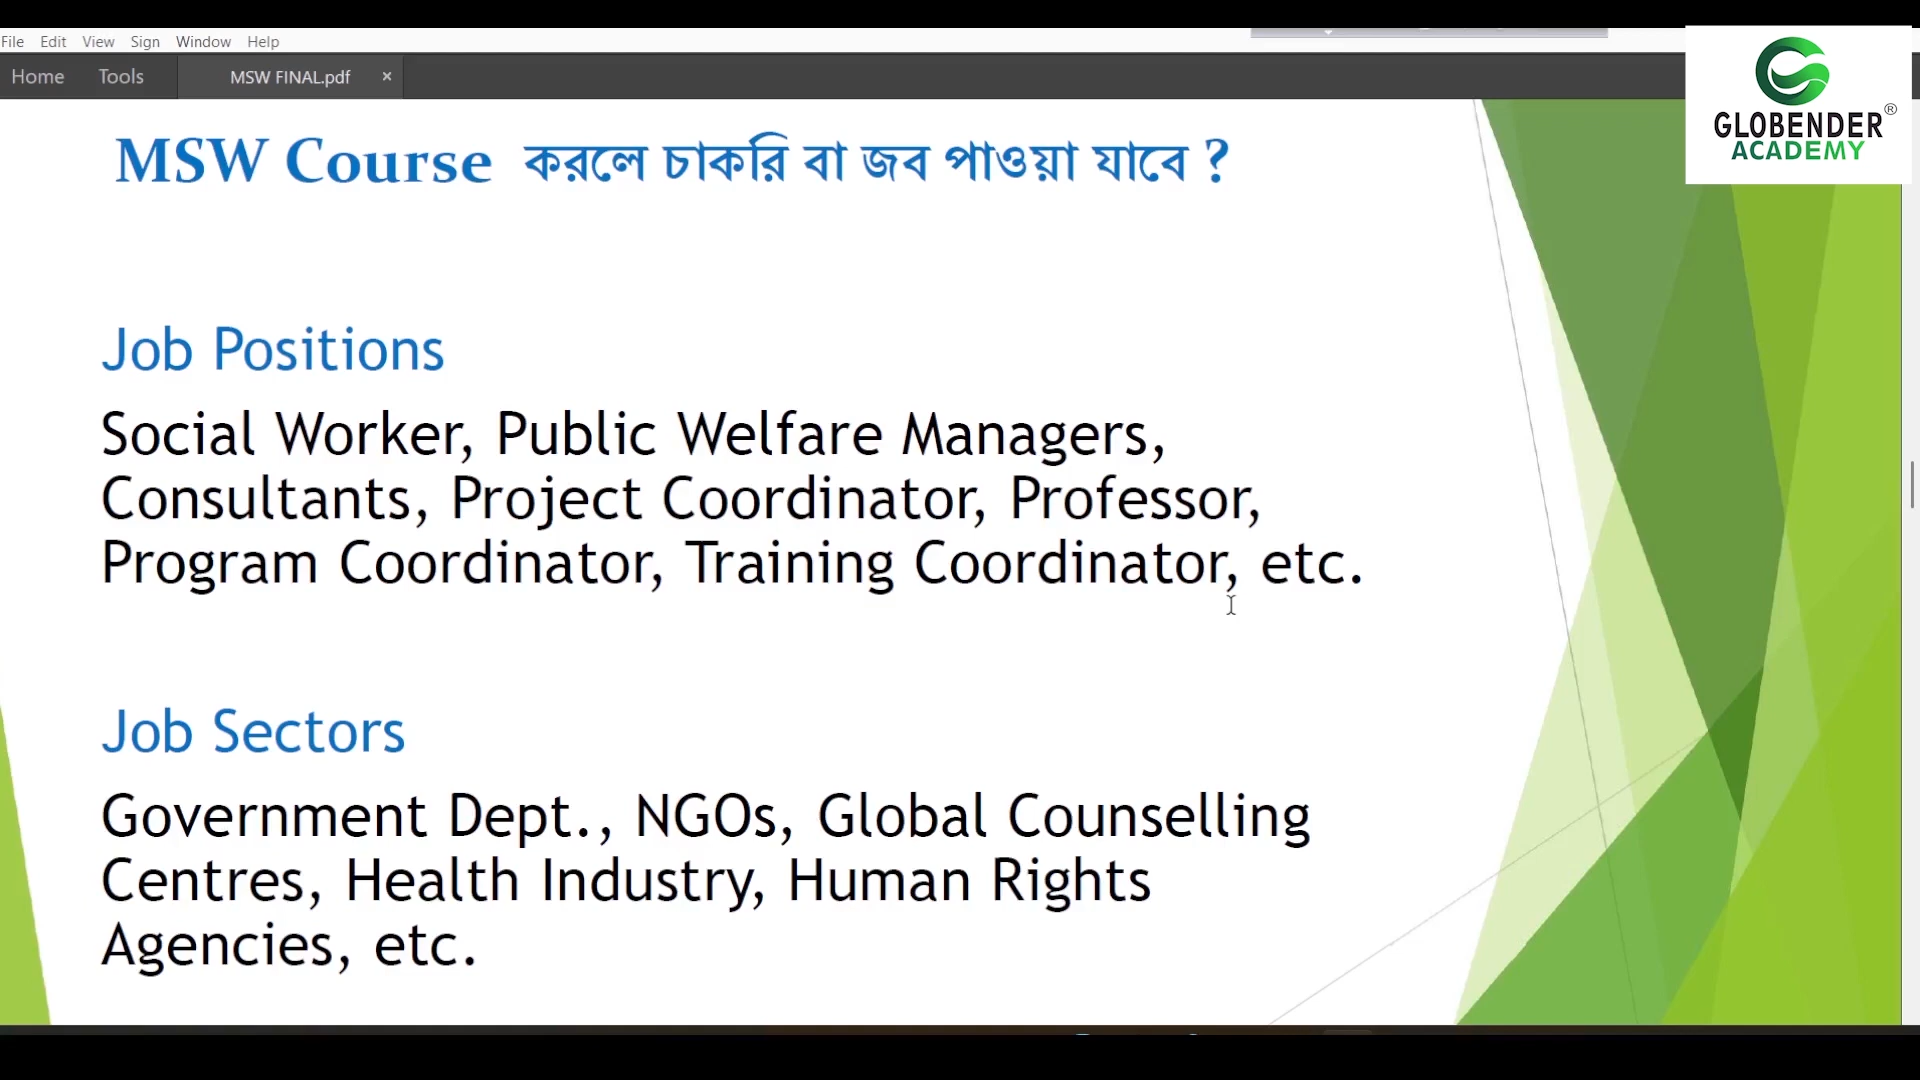 File Edit View Sign Window Help
Home Tools MSW FINAL.pdf ×
GLOBENDER®
ACADEMY
MSW Course করলে চাকরি বা জব পাওয়া যাবে ?
Job Positions
Social Worker, Public Welfare Managers,
Consultants, Project Coordinator, Professor,
Program Coordinator, Training Coordinator, etc.
Job Sectors
Government Dept., NGOs, Global Counselling
Centres, Health Industry, Human Rights
Agencies, etc.